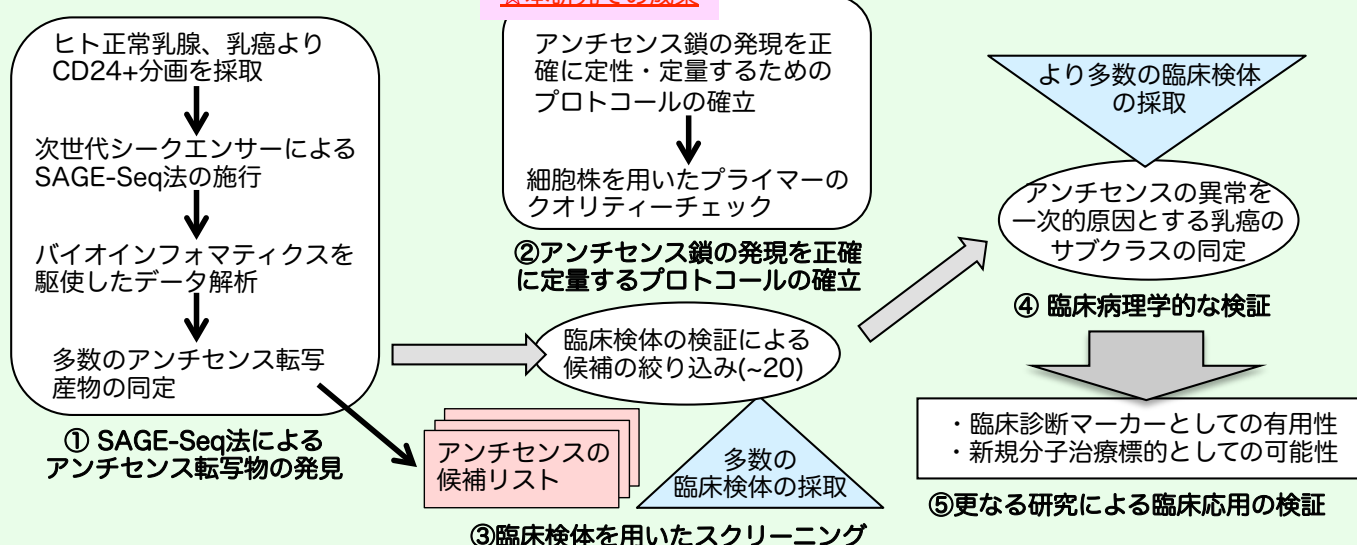 ヒト正常乳腺、乳癌より
CD24+分画を採取
次世代シークエンサーによる
SAGE-Seq法の施行
バイオインフォマティクスを
駆使したデータ解析
多数のアンチセンス転写
産物の同定
① SAGE-Seq法による
アンチセンス転写物の発見
アンチセンス鎖の発現を正
確に定性・定量するための
プロトコールの確立
細胞株を用いたプライマーの
クオリティーチェック
②アンチセンス鎖の発現を正確
に定量するプロトコールの確立
臨床検体の検証による
候補の絞り込み(~20)
アンチセンスの
候補リスト
多数の
臨床検体の採取
③臨床検体を用いたスクリーニング
より多数の臨床検体
の採取
アンチセンスの異常を
一次的原因とする乳癌の
サブクラスの同定
④ 臨床病理学的な検証
・臨床診断マーカーとしての有用性
・新規分子治療標的としての可能性
⑤更なる研究による臨床応用の検証